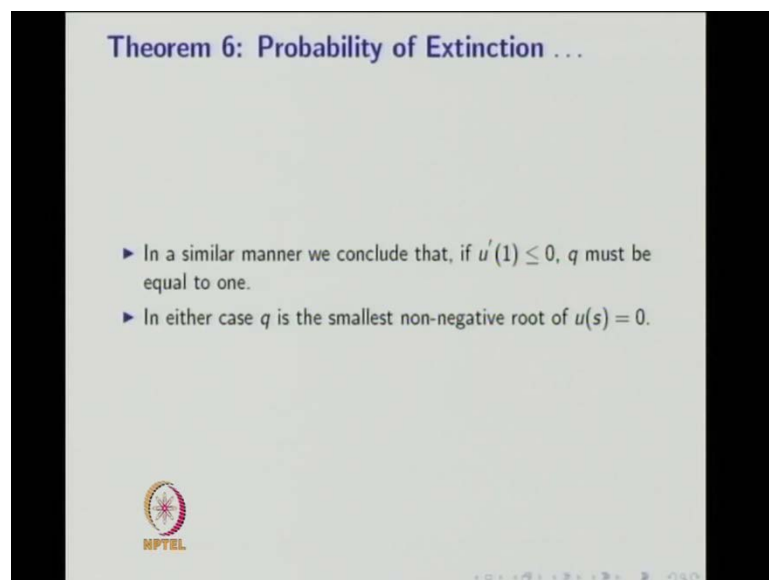 Theorem 6: Probability of Extinction ...
▶ In a similar manner we conclude that, if u′(1) ≤ 0, q must be
equal to one.
▶ In either case q is the smallest non-negative root of u(s) = 0.
NPTEL